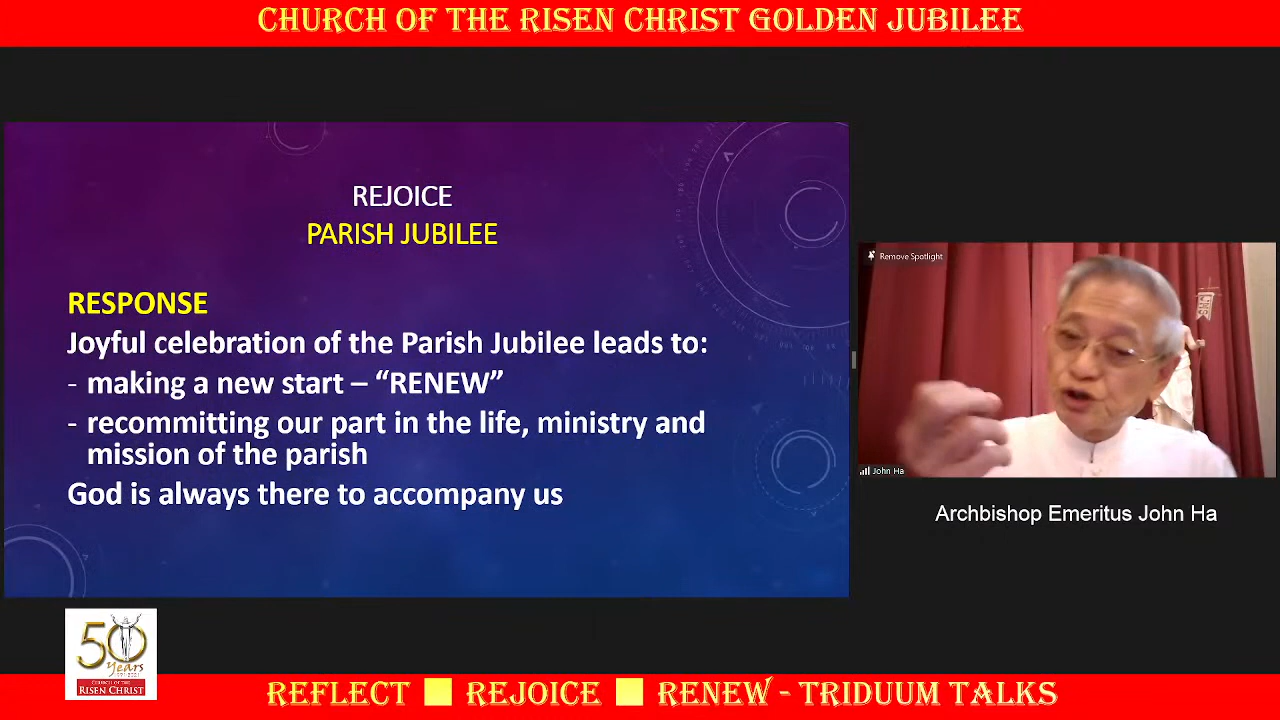 CHURCH OF THE RISEN CHRIST GOLDEN JUBILEE
REJOICE
PARISH JUBILEE
RESPONSE
Joyful celebration of the Parish Jubilee leads to:
- making a new start – “RENEW”
- recommitting our part in the life, ministry and
mission of the parish
God is always there to accompany us
Remove Spotlight
John Ha
Archbishop Emeritus John Ha
50
Years
CHURCH OF THE
RISEN CHRIST
REFLECT REJOICE RENEW - TRIDUUM TALKS